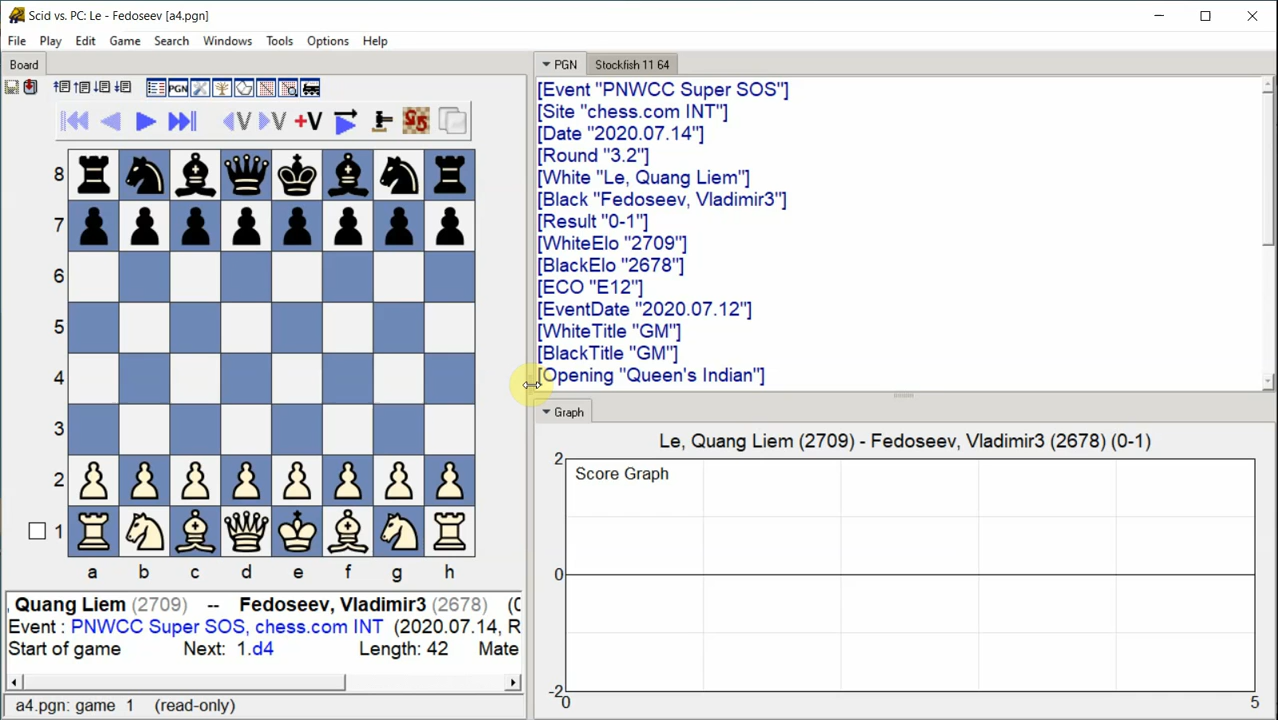 Scid vs. PC: Le - Fedoseev [a4.pgn]
File Play Edit Game Search Windows Tools Options Help
Board
PGN
V V +V
8
7
6
5
4
3
2
1
a b c d e f g h
, Quang Liem (2709) -- Fedoseev, Vladimir3 (2678) (0
Event : PNWCC Super SOS, chess.com INT (2020.07.14, R
Start of game Next: 1.d4 Length: 42 Mate
a4.pgn: game 1 (read-only)
PGN Stockfish 11 64
[Event "PNWCC Super SOS"]
[Site "chess.com INT"]
[Date "2020.07.14"]
[Round "3.2"]
[White "Le, Quang Liem"]
[Black "Fedoseev, Vladimir3"]
[Result "0-1"]
[WhiteElo "2709"]
[BlackElo "2678"]
[ECO "E12"]
[EventDate "2020.07.12"]
[WhiteTitle "GM"]
[BlackTitle "GM"]
[Opening "Queen's Indian"]
Graph
Le, Quang Liem (2709) - Fedoseev, Vladimir3 (2678) (0-1)
2
Score Graph
0
-2
0 5